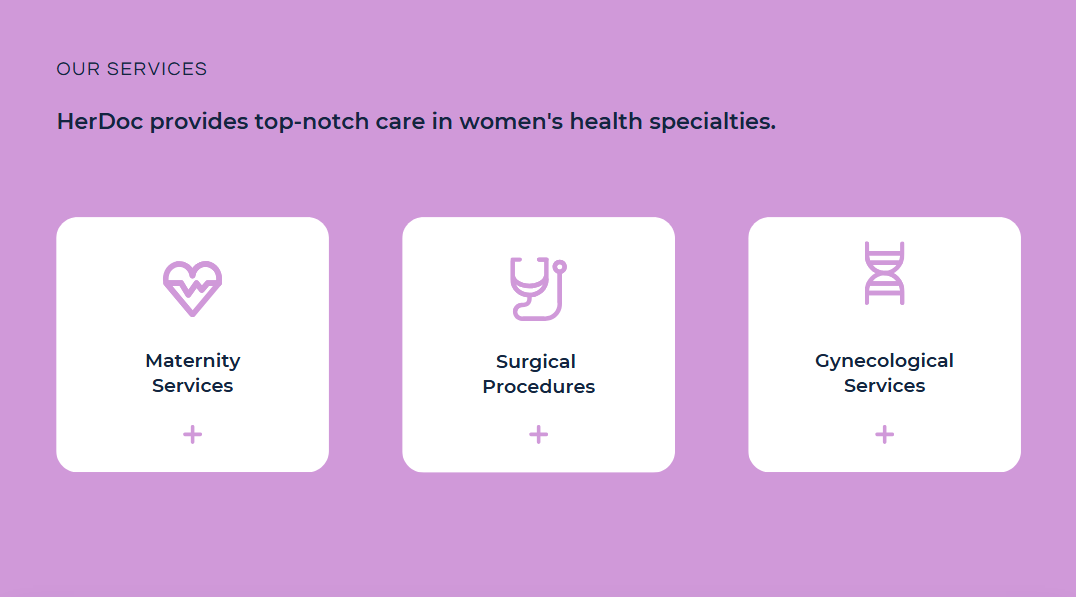 OUR SERVICES
HerDoc provides top-notch care in women's health specialties.
Maternity
Services
Surgical
Procedures
Gynecological
Services